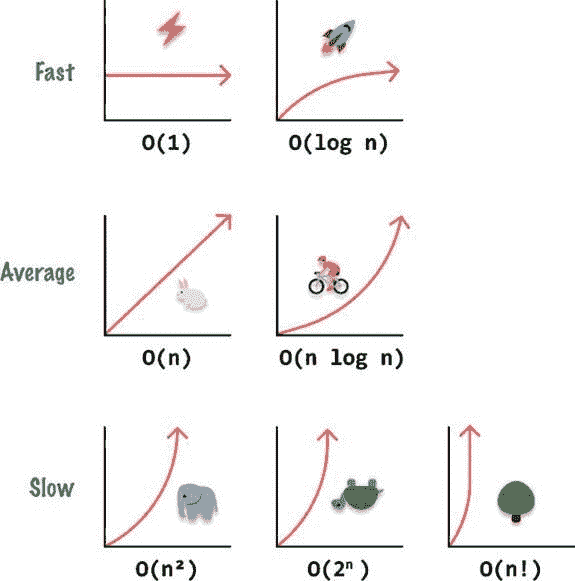 Fast
O(1) O(log n)
Average
O(n) O(n log n)
Slow
O(n²) O(2ⁿ) O(n!)